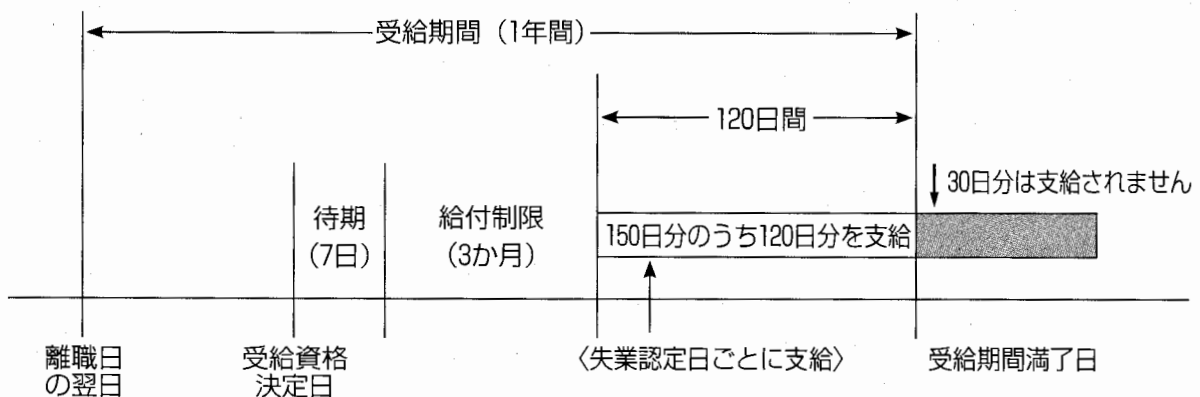 受給期間（1年間）
120日間
30日分は支給されません
待期
（7日）
給付制限
（3か月）
150日分のうち120日分を支給
離職日
の翌日
受給資格
決定日
〈失業認定日ごとに支給〉
受給期間満了日